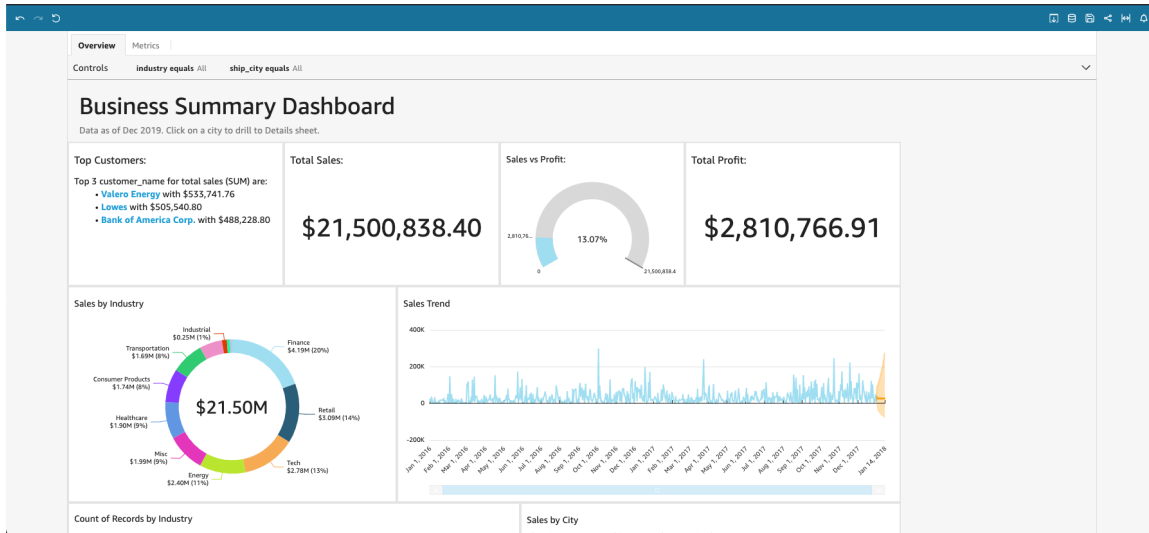 Overview Metrics
Controls industry equals All ship_city equals All
Business Summary Dashboard
Data as of Dec 2019. Click on a city to drill to Details sheet.
Top Customers:
Top 3 customer_name for total sales (SUM) are:
• Valero Energy with $533,741.76
• Lowes with $505,540.80
• Bank of America Corp. with $488,228.80
Total Sales:
$21,500,838.40
Sales vs Profit:
2,810,76...
13.07%
0
21,500,838.4
Total Profit:
$2,810,766.91
Sales by Industry
Industrial
$0.25M (1%)
Transportation
$1.69M (8%)
Consumer Products
$1.74M (8%)
Healthcare
$1.90M (9%)
Misc
$1.99M (9%)
Energy
$2.40M (11%)
Tech
$2.78M (13%)
Retail
$3.09M (14%)
Finance
$4.19M (20%)
$21.50M
Sales Trend
400K
200K
0
-200K
Jan 1, 2016
Feb 1, 2016
Mar 1, 2016
Apr 1, 2016
May 1, 2016
Jun 1, 2016
Jul 1, 2016
Aug 1, 2016
Sep 1, 2016
Oct 1, 2016
Nov 1, 2016
Dec 1, 2016
Jan 1, 2017
Feb 1, 2017
Mar 1, 2017
Apr 1, 2017
May 1, 2017
Jun 1, 2017
Jul 1, 2017
Aug 1, 2017
Sep 1, 2017
Oct 1, 2017
Nov 1, 2017
Dec 1, 2017
Jan 14, 2018
Count of Records by Industry
Sales by City